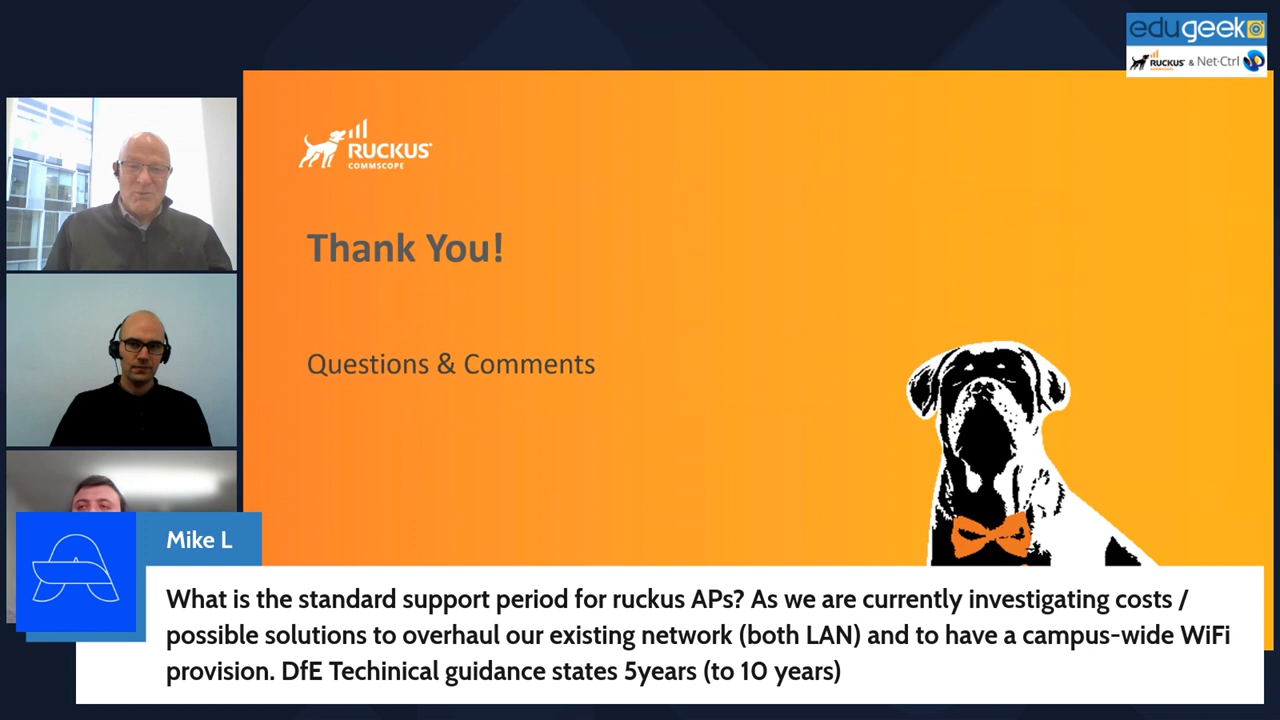 edugeek
RUCKUS & Net-Ctrl
RUCKUS
COMMSCOPE
Thank You!
Questions & Comments
Mike L
What is the standard support period for ruckus APs? As we are currently investigating costs /
possible solutions to overhaul our existing network (both LAN) and to have a campus-wide WiFi
provision. DfE Techinical guidance states 5years (to 10 years)